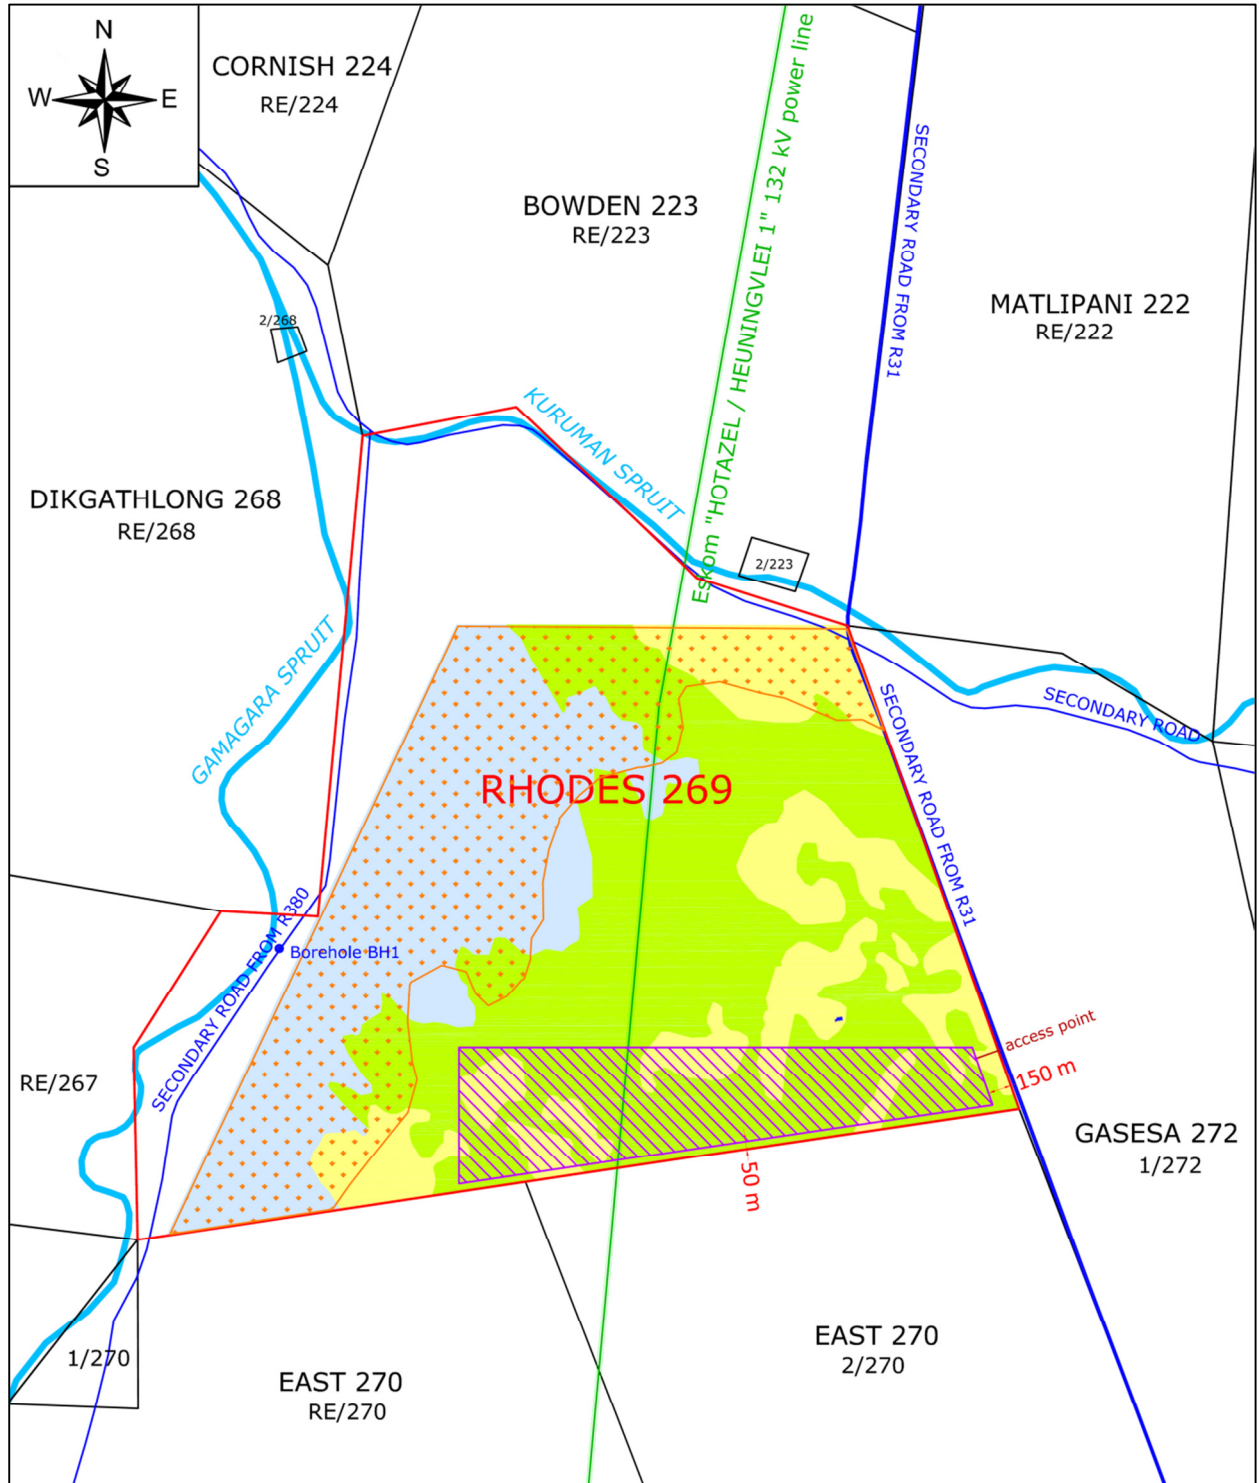 N
W
E
S
CORNISH 224
RE/224
BOWDEN 223
RE/223
Eskom "HOTAZEL / HEUNINGVLEI 1" 132 kV power line
SECONDARY ROAD FROM R31
MATLIPANI 222
RE/222
2/268
KURUMAN SPRUIT
DIKGATHLONG 268
RE/268
2/223
GAMAGARA SPRUIT
SECONDARY ROAD
RHODES 269
SECONDARY ROAD FROM R31
SECONDARY ROAD FROM R380
Borehole BH1
access point
RE/267
150 m
GASESA 272
1/272
50 m
1/270
EAST 270
RE/270
EAST 270
2/270